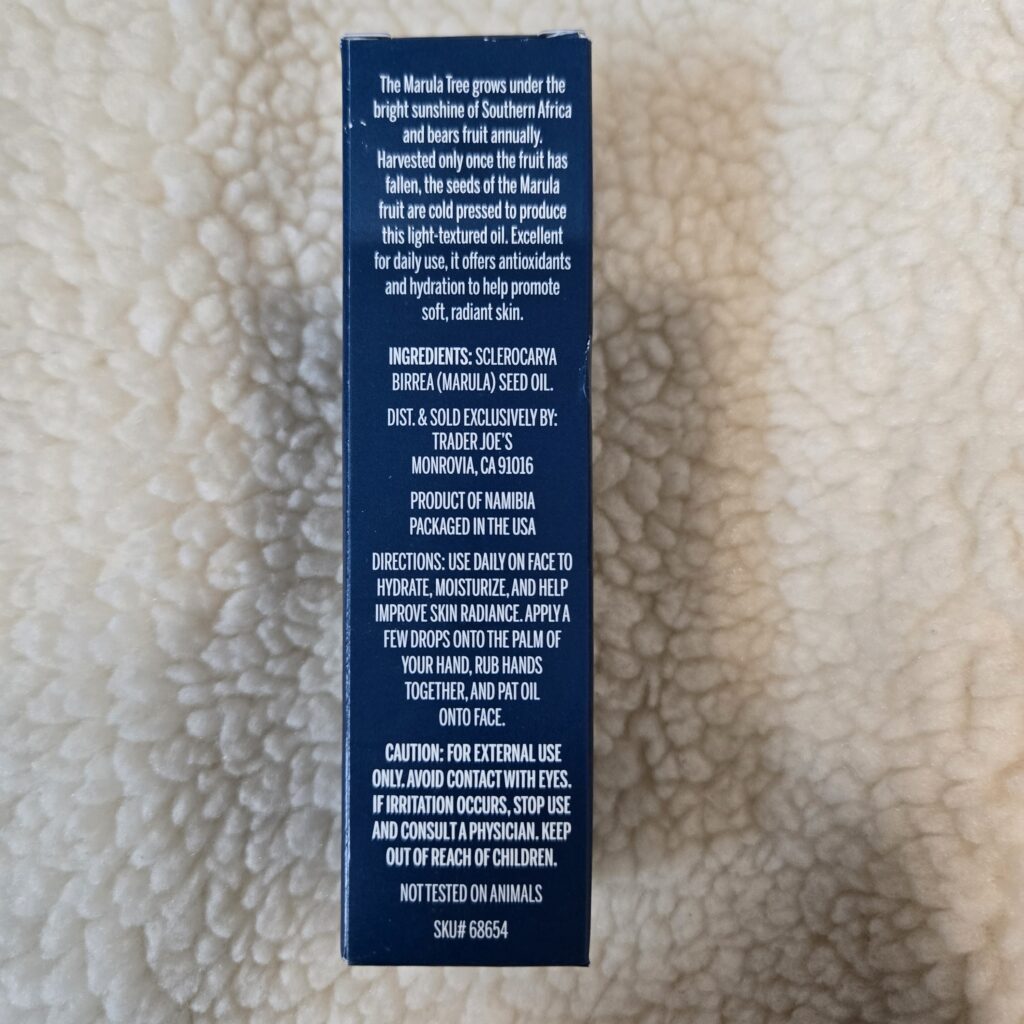 The Marula Tree grows under the
bright sunshine of Southern Africa
and bears fruit annually.
Harvested only once the fruit has
fallen, the seeds of the Marula
fruit are cold pressed to produce
this light-textured oil. Excellent
for daily use, it offers antioxidants
and hydration to help promote
soft, radiant skin.
INGREDIENTS: SCLEROCARYA
BIRREA (MARULA) SEED OIL.
DIST. & SOLD EXCLUSIVELY BY:
TRADER JOE'S
MONROVIA, CA 91016
PRODUCT OF NAMIBIA
PACKAGED IN THE USA
DIRECTIONS: USE DAILY ON FACE TO
HYDRATE, MOISTURIZE, AND HELP
IMPROVE SKIN RADIANCE. APPLY A
FEW DROPS ONTO THE PALM OF
YOUR HAND, RUB HANDS
TOGETHER, AND PAT OIL
ONTO FACE.
CAUTION: FOR EXTERNAL USE
ONLY. AVOID CONTACT WITH EYES.
IF IRRITATION OCCURS, STOP USE
AND CONSULT A PHYSICIAN. KEEP
OUT OF REACH OF CHILDREN.
NOT TESTED ON ANIMALS
SKU# 68654